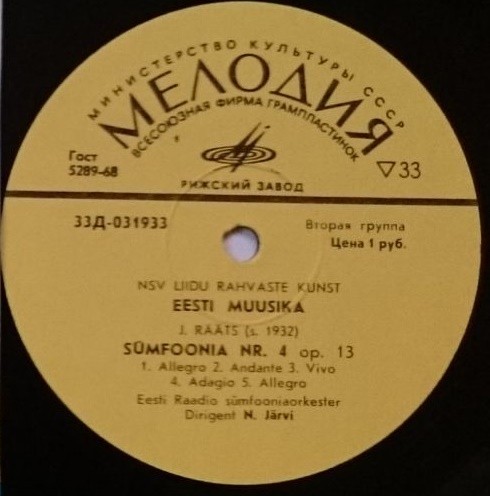 МИНИСТЕРСТВО КУЛЬТУРЫ СССР
МЕЛОДИЯ
ВСЕСОЮЗНАЯ ФИРМА ГРАМПЛАСТИНОК
Гост
5289-68
▽33
РИЖСКИЙ ЗАВОД
33Д-031933
Вторая группа
Цена 1 руб.
NSV LIIDU RAHVASTE KUNST
EESTI MUUSIKA
J. RÄÄTS (s. 1932)
SÜMFOONIA NR. 4 op. 13
1. Allegro 2. Andante 3. Vivo
4. Adagio 5. Allegro
Eesti Raadio sümfooniaorkester
Dirigent N. Järvi